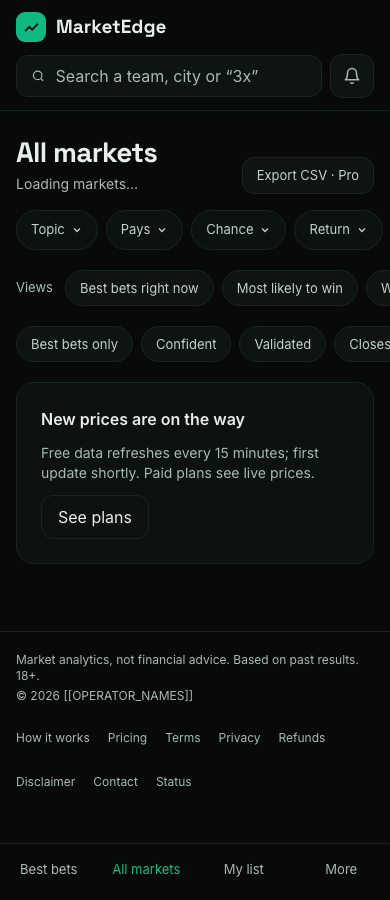 MarketEdge
Search a team, city or “3x”
All markets
Loading markets...
Export CSV · Pro
Topic
Pays
Chance
Return
Views
Best bets right now
Most likely to win
Best bets only
Confident
Validated
Closes
New prices are on the way
Free data refreshes every 15 minutes; first
update shortly. Paid plans see live prices.
See plans
Market analytics, not financial advice. Based on past results.
18+.
© 2026 [[OPERATOR_NAMES]]
How it works Pricing Terms Privacy Refunds
Disclaimer Contact Status
Best bets All markets My list More